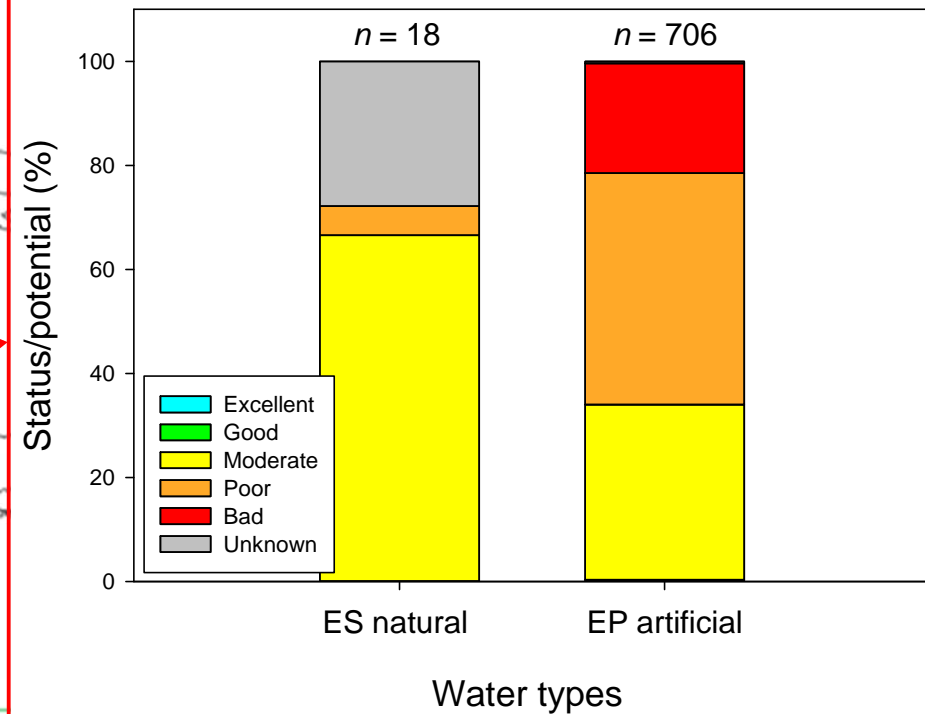 n = 18
n = 706
100
80
60
40
20
0
Status/potential (%)
Excellent
Good
Moderate
Poor
Bad
Unknown
ES natural
EP artificial
Water types